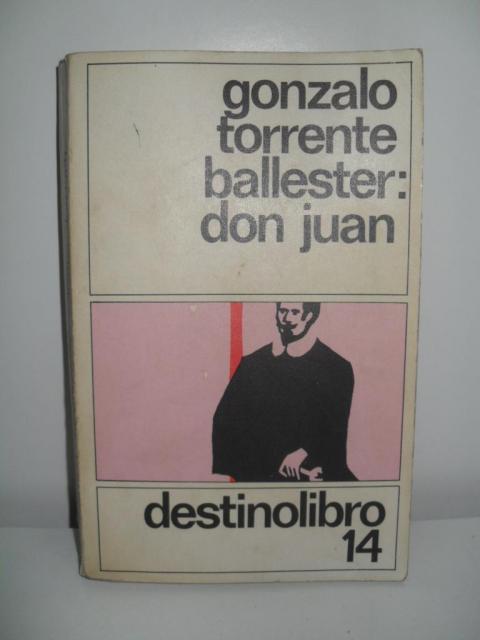 gonzalo
torrente
ballester:
don juan
destinolibro
14